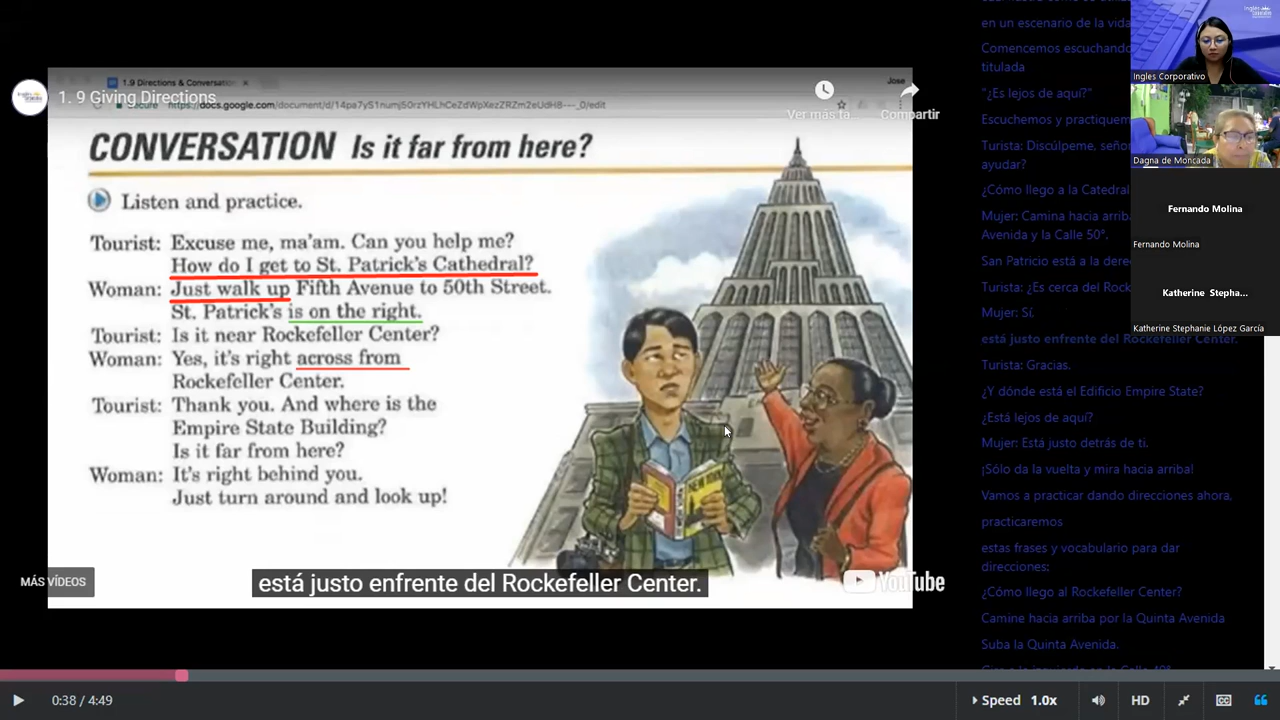 1.9 Directions & Conversation
Jose
1. 9 Giving Directions
https://docs.google.com/document/d/14pa7yS1numj50rzYHLhCeZdWpXezZRZm2eUdH8---_0/edit
Ver más ta...
Compartir
CONVERSATION Is it far from here?
Listen and practice.
Tourist: Excuse me, ma'am. Can you help me?
How do I get to St. Patrick's Cathedral?
Woman: Just walk up Fifth Avenue to 50th Street.
St. Patrick's is on the right.
Tourist: Is it near Rockefeller Center?
Woman: Yes, it's right across from
Rockefeller Center.
Tourist: Thank you. And where is the
Empire State Building?
Is it far from here?
Woman: It's right behind you.
Just turn around and look up!
NEW YORK
MÁS VÍDEOS
está justo enfrente del Rockefeller Center.
YouTube
0:38 / 4:49
Speed 1.0x
HD
CC
en un escenario de la vida
Comencemos escuchando
titulada
"¿Es lejos de aquí?"
Escuchemos y practiquem
Turista: Discúlpeme, seño
ayudar?
¿Cómo llego a la Catedral
Mujer: Camina hacia arrib
Avenida y la Calle 50°.
San Patricio está a la dere
Turista: ¿Es cerca del Rock
Mujer: Sí,
está justo enfrente del Rockefeller Center.
Turista: Gracias.
¿Y dónde está el Edificio Empire State?
¿Está lejos de aquí?
Mujer: Está justo detrás de ti.
¡Sólo da la vuelta y mira hacia arriba!
Vamos a practicar dando direcciones ahora.
practicaremos
estas frases y vocabulario para dar
direcciones:
¿Cómo llego al Rockefeller Center?
Camine hacia arriba por la Quinta Avenida
Suba la Quinta Avenida.
Ingles Corporativo
Dagna de Moncada
Fernando Molina
Fernando Molina
Katherine Stepha...
Katherine Stephanie López García